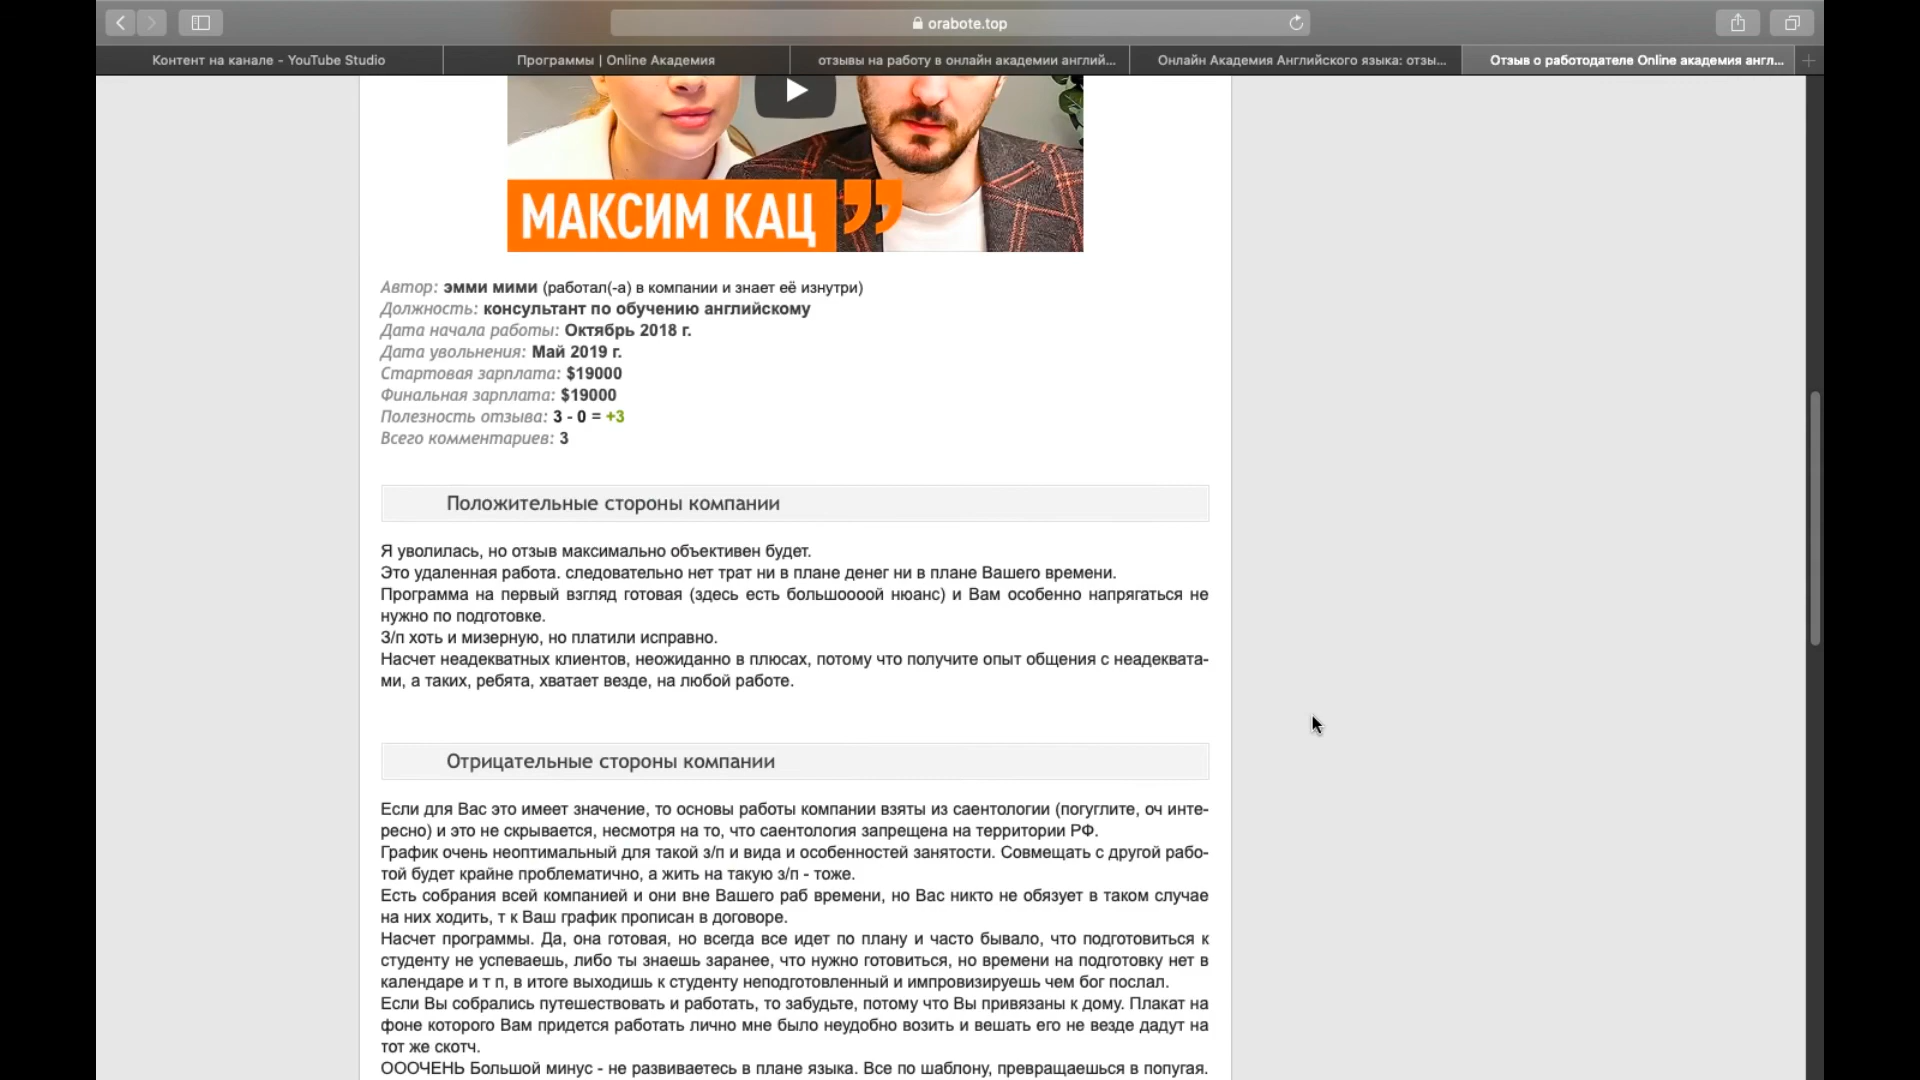 orabote.top
Контент на канале - YouTube Studio
Программы | Online Академия
отзывы на работу в онлайн академии англий...
Онлайн Академия Английского языка: отзы...
Отзыв о работодателе Online академия англ...
МАКСИМ КАЦ
Автор: эмми мими (работал(-а) в компании и знает её изнутри)
Должность: консультант по обучению английскому
Дата начала работы: Октябрь 2018 г.
Дата увольнения: Май 2019 г.
Стартовая зарплата: $19000
Финальная зарплата: $19000
Полезность отзыва: 3 - 0 = +3
Всего комментариев: 3
Положительные стороны компании
Я уволилась, но отзыв максимально объективен будет.
Это удаленная работа. следовательно нет трат ни в плане денег ни в плане Вашего времени.
Программа на первый взгляд готовая (здесь есть большоооой нюанс) и Вам особенно напрягаться не
нужно по подготовке.
З/п хоть и мизерную, но платили исправно.
Насчет неадекватных клиентов, неожиданно в плюсах, потому что получите опыт общения с неадеквата-
ми, а таких, ребята, хватает везде, на любой работе.
Отрицательные стороны компании
Если для Вас это имеет значение, то основы работы компании взяты из саентологии (погуглите, оч инте-
ресно) и это не скрывается, несмотря на то, что саентология запрещена на территории РФ.
График очень неоптимальный для такой з/п и вида и особенностей занятости. Совмещать с другой рабо-
той будет крайне проблематично, а жить на такую з/п - тоже.
Есть собрания всей компанией и они вне Вашего раб времени, но Вас никто не обязует в таком случае
на них ходить, т к Ваш график прописан в договоре.
Насчет программы. Да, она готовая, но всегда все идет по плану и часто бывало, что подготовиться к
студенту не успеваешь, либо ты знаешь заранее, что нужно готовиться, но времени на подготовку нет в
календаре и т п, в итоге выходишь к студенту неподготовленный и импровизируешь чем бог послал.
Если Вы собрались путешествовать и работать, то забудьте, потому что Вы привязаны к дому. Плакат на
фоне которого Вам придется работать лично мне было неудобно возить и вешать его не везде дадут на
тот же скотч.
ОООЧЕНЬ Большой минус - не развиваетесь в плане языка. Все по шаблону, превращаешься в попугая.